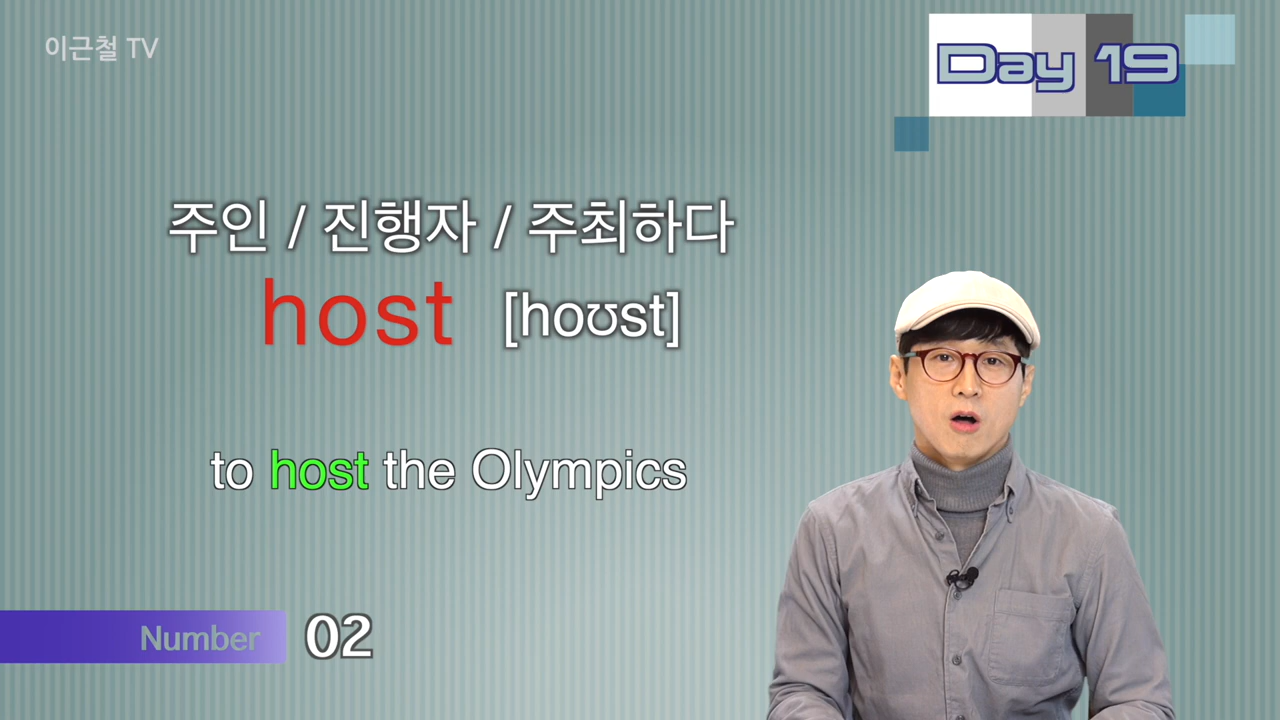 이근철 TV
Day 19
주인 / 진행자 / 주최하다
host [hoʊst]
to host the Olympics
Number 02